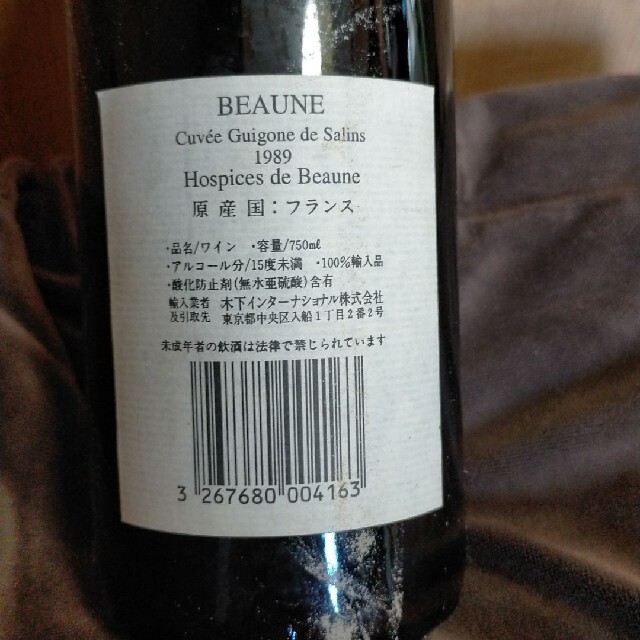 BEAUNE
Cuvée Guigone de Salins
1989
Hospices de Beaune
原産国：フランス
・品名/ワイン ・容量/750㎖
・アルコール分/15度未満 ・100%輸入品
・酸化防止剤(無水亜硫酸)含有
輸入業者 木下インターナショナル株式会社
及引取先 東京都中央区入船1丁目2番2号
未成年者の飲酒は法律で禁じられています
3 267680 004163